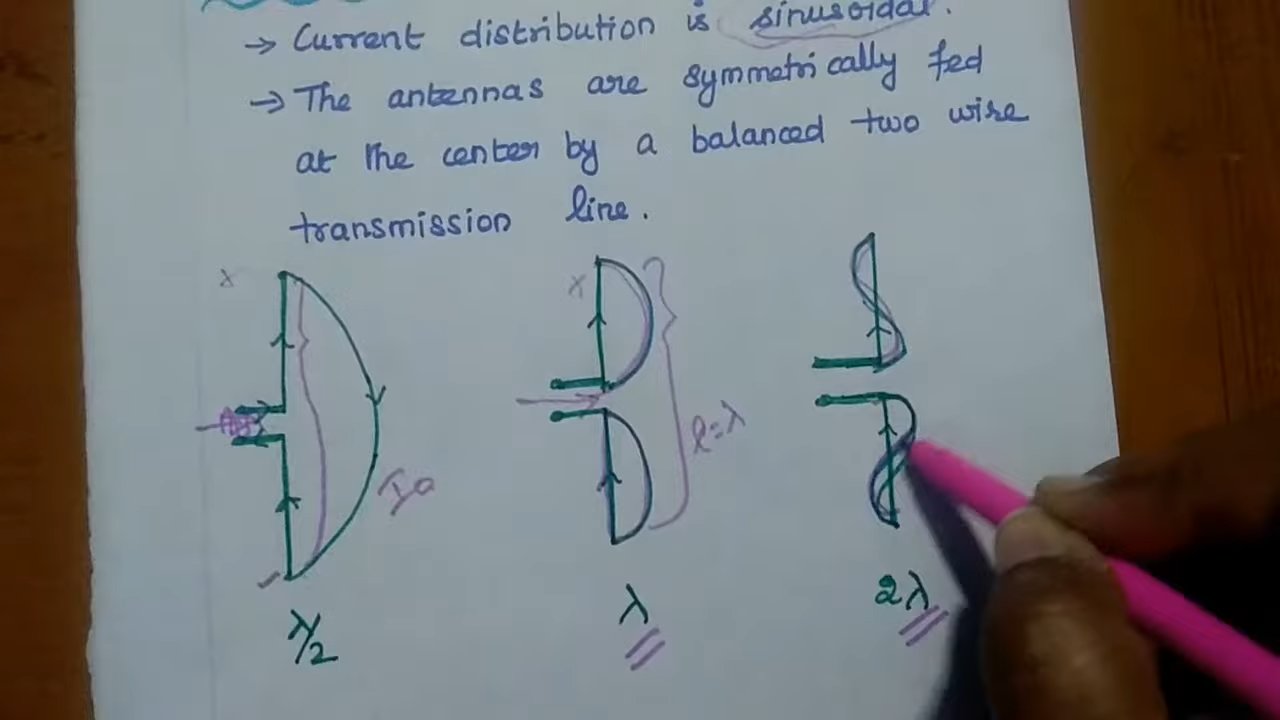 → Current distribution is sinusoidal.
→ The antennas are symmetrically fed
at the center by a balanced two wire
transmission line.
x
x
l=λ
Io
λ/2
λ
2λ